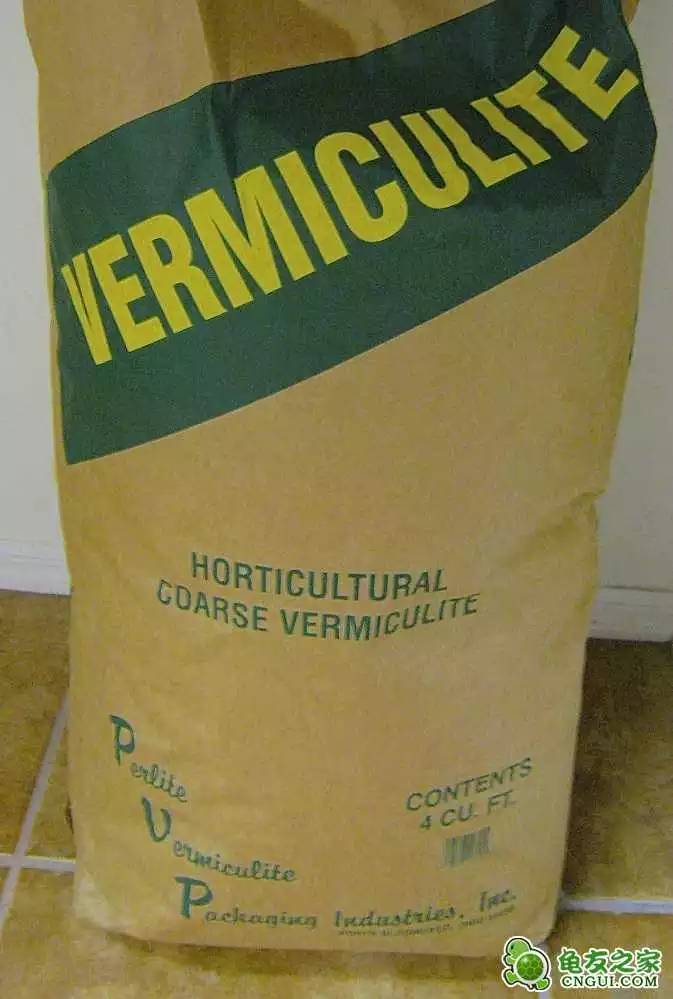 VERMICULITE
HORTICULTURAL
COARSE VERMICULITE
CONTENTS
4 CU. FT.
Perlite
Vermiculite
Packaging Industries, Inc.
龟友之家
CNGUI.COM